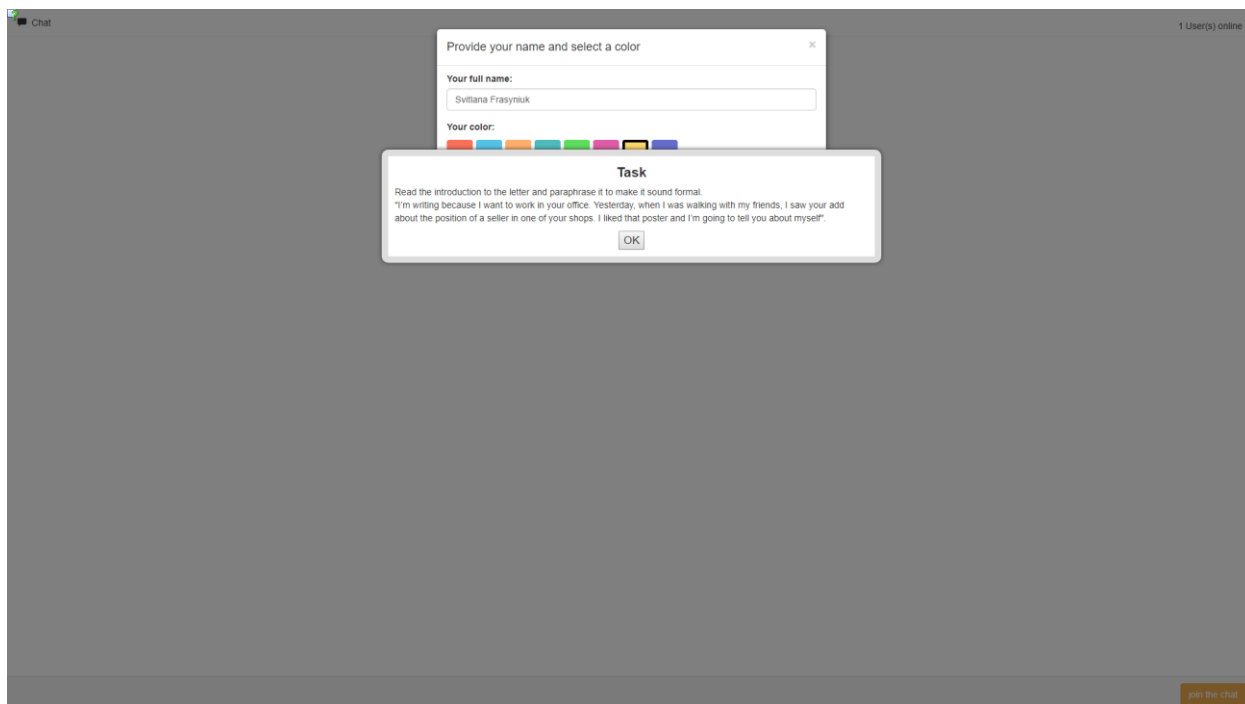 Chat
1 User(s) online
Provide your name and select a color
×
Your full name:
Svitlana Frasyniuk
Your color:
Task
Read the introduction to the letter and paraphrase it to make it sound formal.
"I'm writing because I want to work in your office. Yesterday, when I was walking with my friends, I saw your add
about the position of a seller in one of your shops. I liked that poster and I'm going to tell you about myself".
OK
join the chat